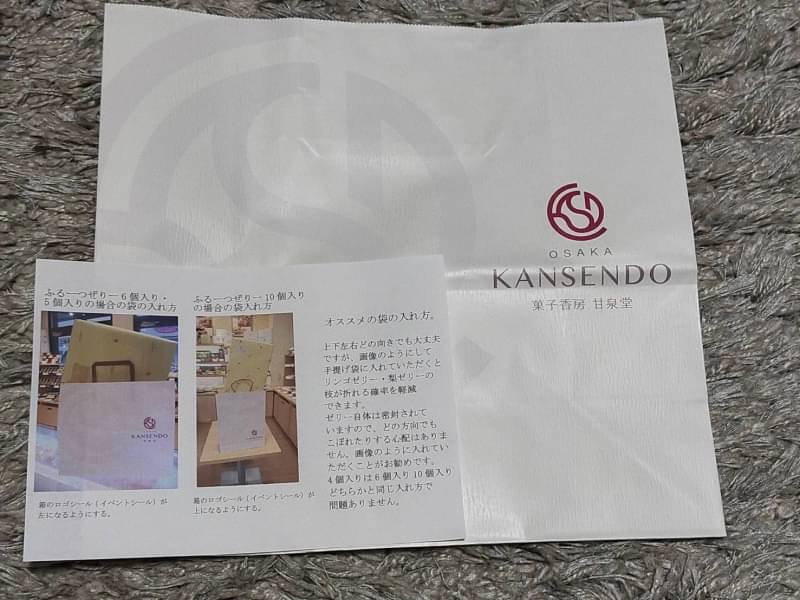 OSAKA
KANSENDO
菓子香房 甘泉堂
ふるーつぜりー6個入り・
5個入りの場合の袋の入れ方
KANSENDO
箱のロゴシール（イベントシール）が
左になるようにする。
ふるーつぜりー10個入り
の場合の袋入れ方
KANSENDO
箱のロゴシール（イベントシール）が
上になるようにする。
オススメの袋の入れ方。
上下左右どの向きでも大丈夫
ですが、画像のようにして
手提げ袋に入れていただくと
リンゴゼリー・梨ゼリーの
枝が折れる確率を軽減
できます。
ゼリー自体は密封されて
いますので、どの方向でも
こぼれたりする心配はありませ
ん。画像のように入れてい
ただくことがお勧めです。
4個入りは6個入り10個入り
どちらかと同じ入れ方で
問題ありません。